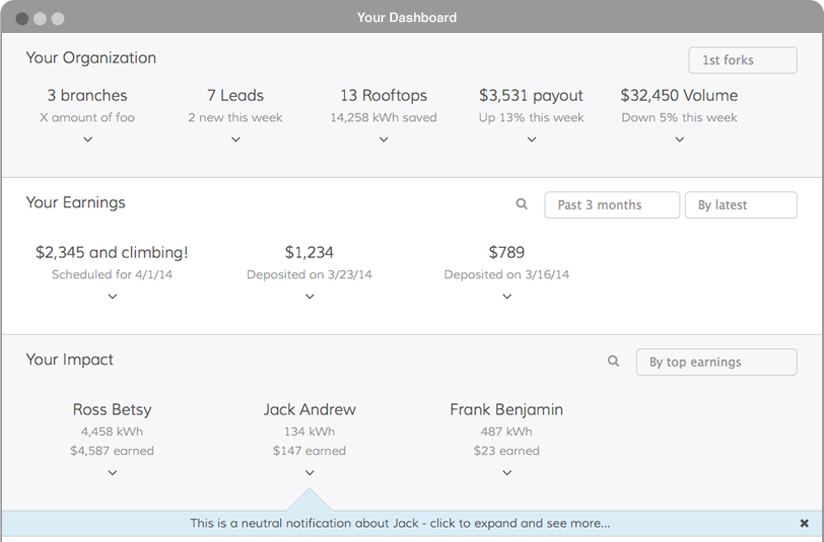 Your Dashboard
Your Organization
1st forks
3 branches
7 Leads
13 Rooftops
$3,531 payout
$32,450 Volume
X amount of foo
2 new this week
14,258 kWh saved
Up 13% this week
Down 5% this week
Your Earnings
Past 3 months
By latest
$2,345 and climbing!
$1,234
$789
Scheduled for 4/1/14
Deposited on 3/23/14
Deposited on 3/16/14
Your Impact
By top earnings
Ross Betsy
Jack Andrew
Frank Benjamin
4,458 kWh
134 kWh
487 kWh
$4,587 earned
$147 earned
$23 earned
This is a neutral notification about Jack - click to expand and see more...